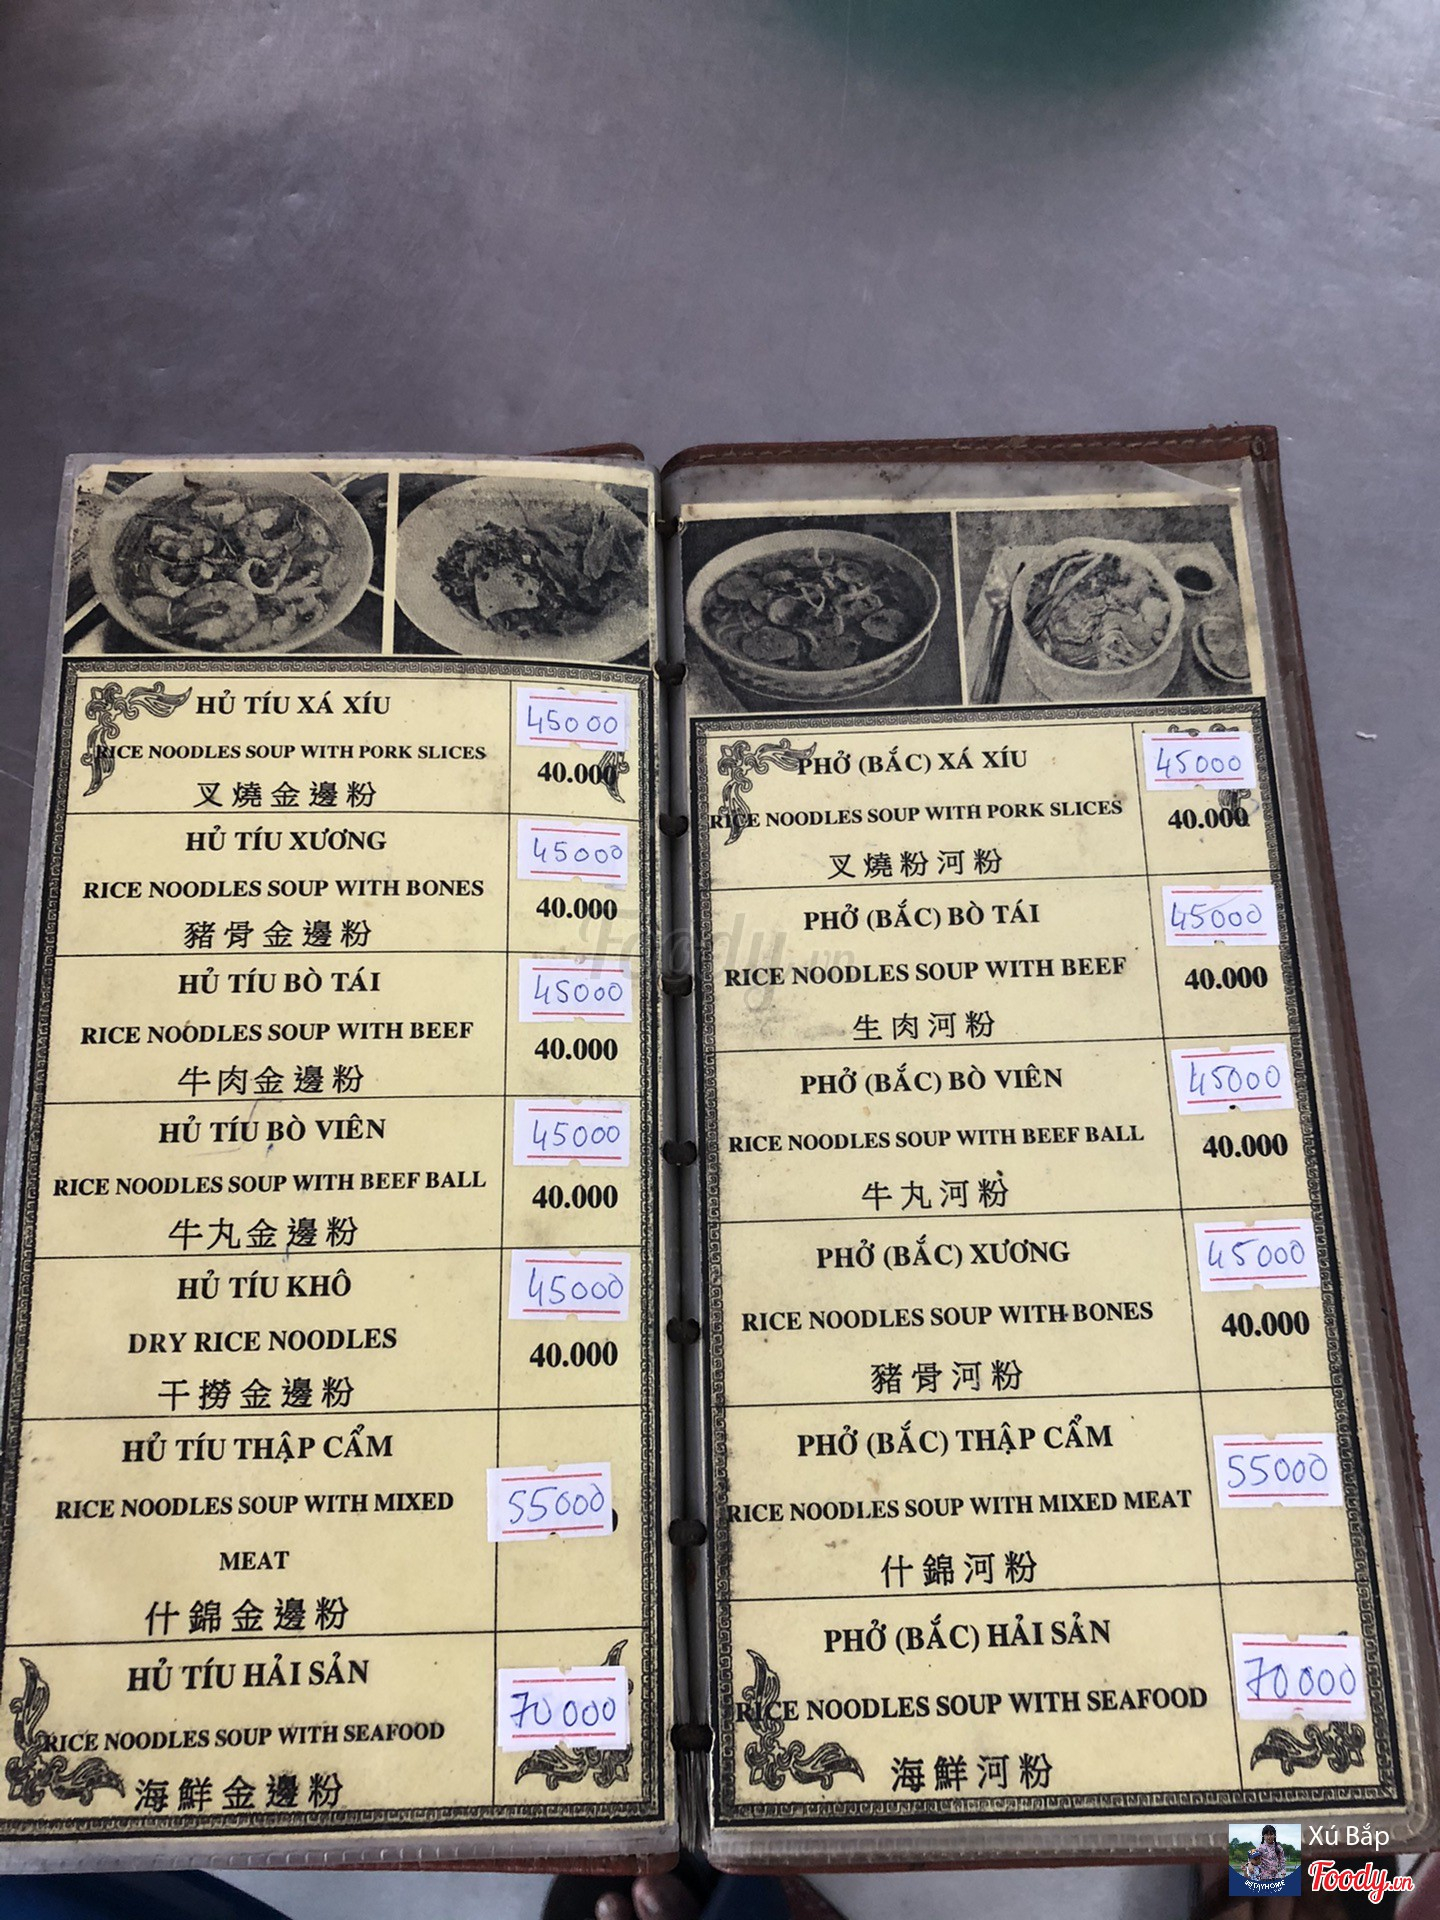 HỦ TÍU XÁ XÍU
45000
RICE NOODLES SOUP WITH PORK SLICES
40.000
叉燒金邊粉
HỦ TÍU XƯƠNG
45000
RICE NOODLES SOUP WITH BONES
40.000
豬骨金邊粉
HỦ TÍU BÒ TÁI
45000
RICE NOODLES SOUP WITH BEEF
40.000
牛肉金邊粉
HỦ TÍU BÒ VIÊN
45000
RICE NOODLES SOUP WITH BEEF BALL
40.000
牛丸金邊粉
HỦ TÍU KHÔ
45000
DRY RICE NOODLES
40.000
干撈金邊粉
HỦ TÍU THẬP CẨM
RICE NOODLES SOUP WITH MIXED
55000
MEAT
什錦金邊粉
HỦ TÍU HẢI SẢN
70000
RICE NOODLES SOUP WITH SEAFOOD
海鮮金邊粉
PHỞ (BẮC) XÁ XÍU
45000
RICE NOODLES SOUP WITH PORK SLICES
40.000
叉燒粉河粉
PHỞ (BẮC) BÒ TÁI
45000
RICE NOODLES SOUP WITH BEEF
40.000
生肉河粉
PHỞ (BẮC) BÒ VIÊN
45000
RICE NOODLES SOUP WITH BEEF BALL
40.000
牛丸河粉
PHỞ (BẮC) XƯƠNG
45000
RICE NOODLES SOUP WITH BONES
40.000
豬骨河粉
PHỞ (BẮC) THẬP CẨM
55000
RICE NOODLES SOUP WITH MIXED MEAT
什錦河粉
PHỞ (BẮC) HẢI SẢN
70000
RICE NOODLES SOUP WITH SEAFOOD
海鮮河粉
Foody.vn
Xú Bắp
Foody.vn